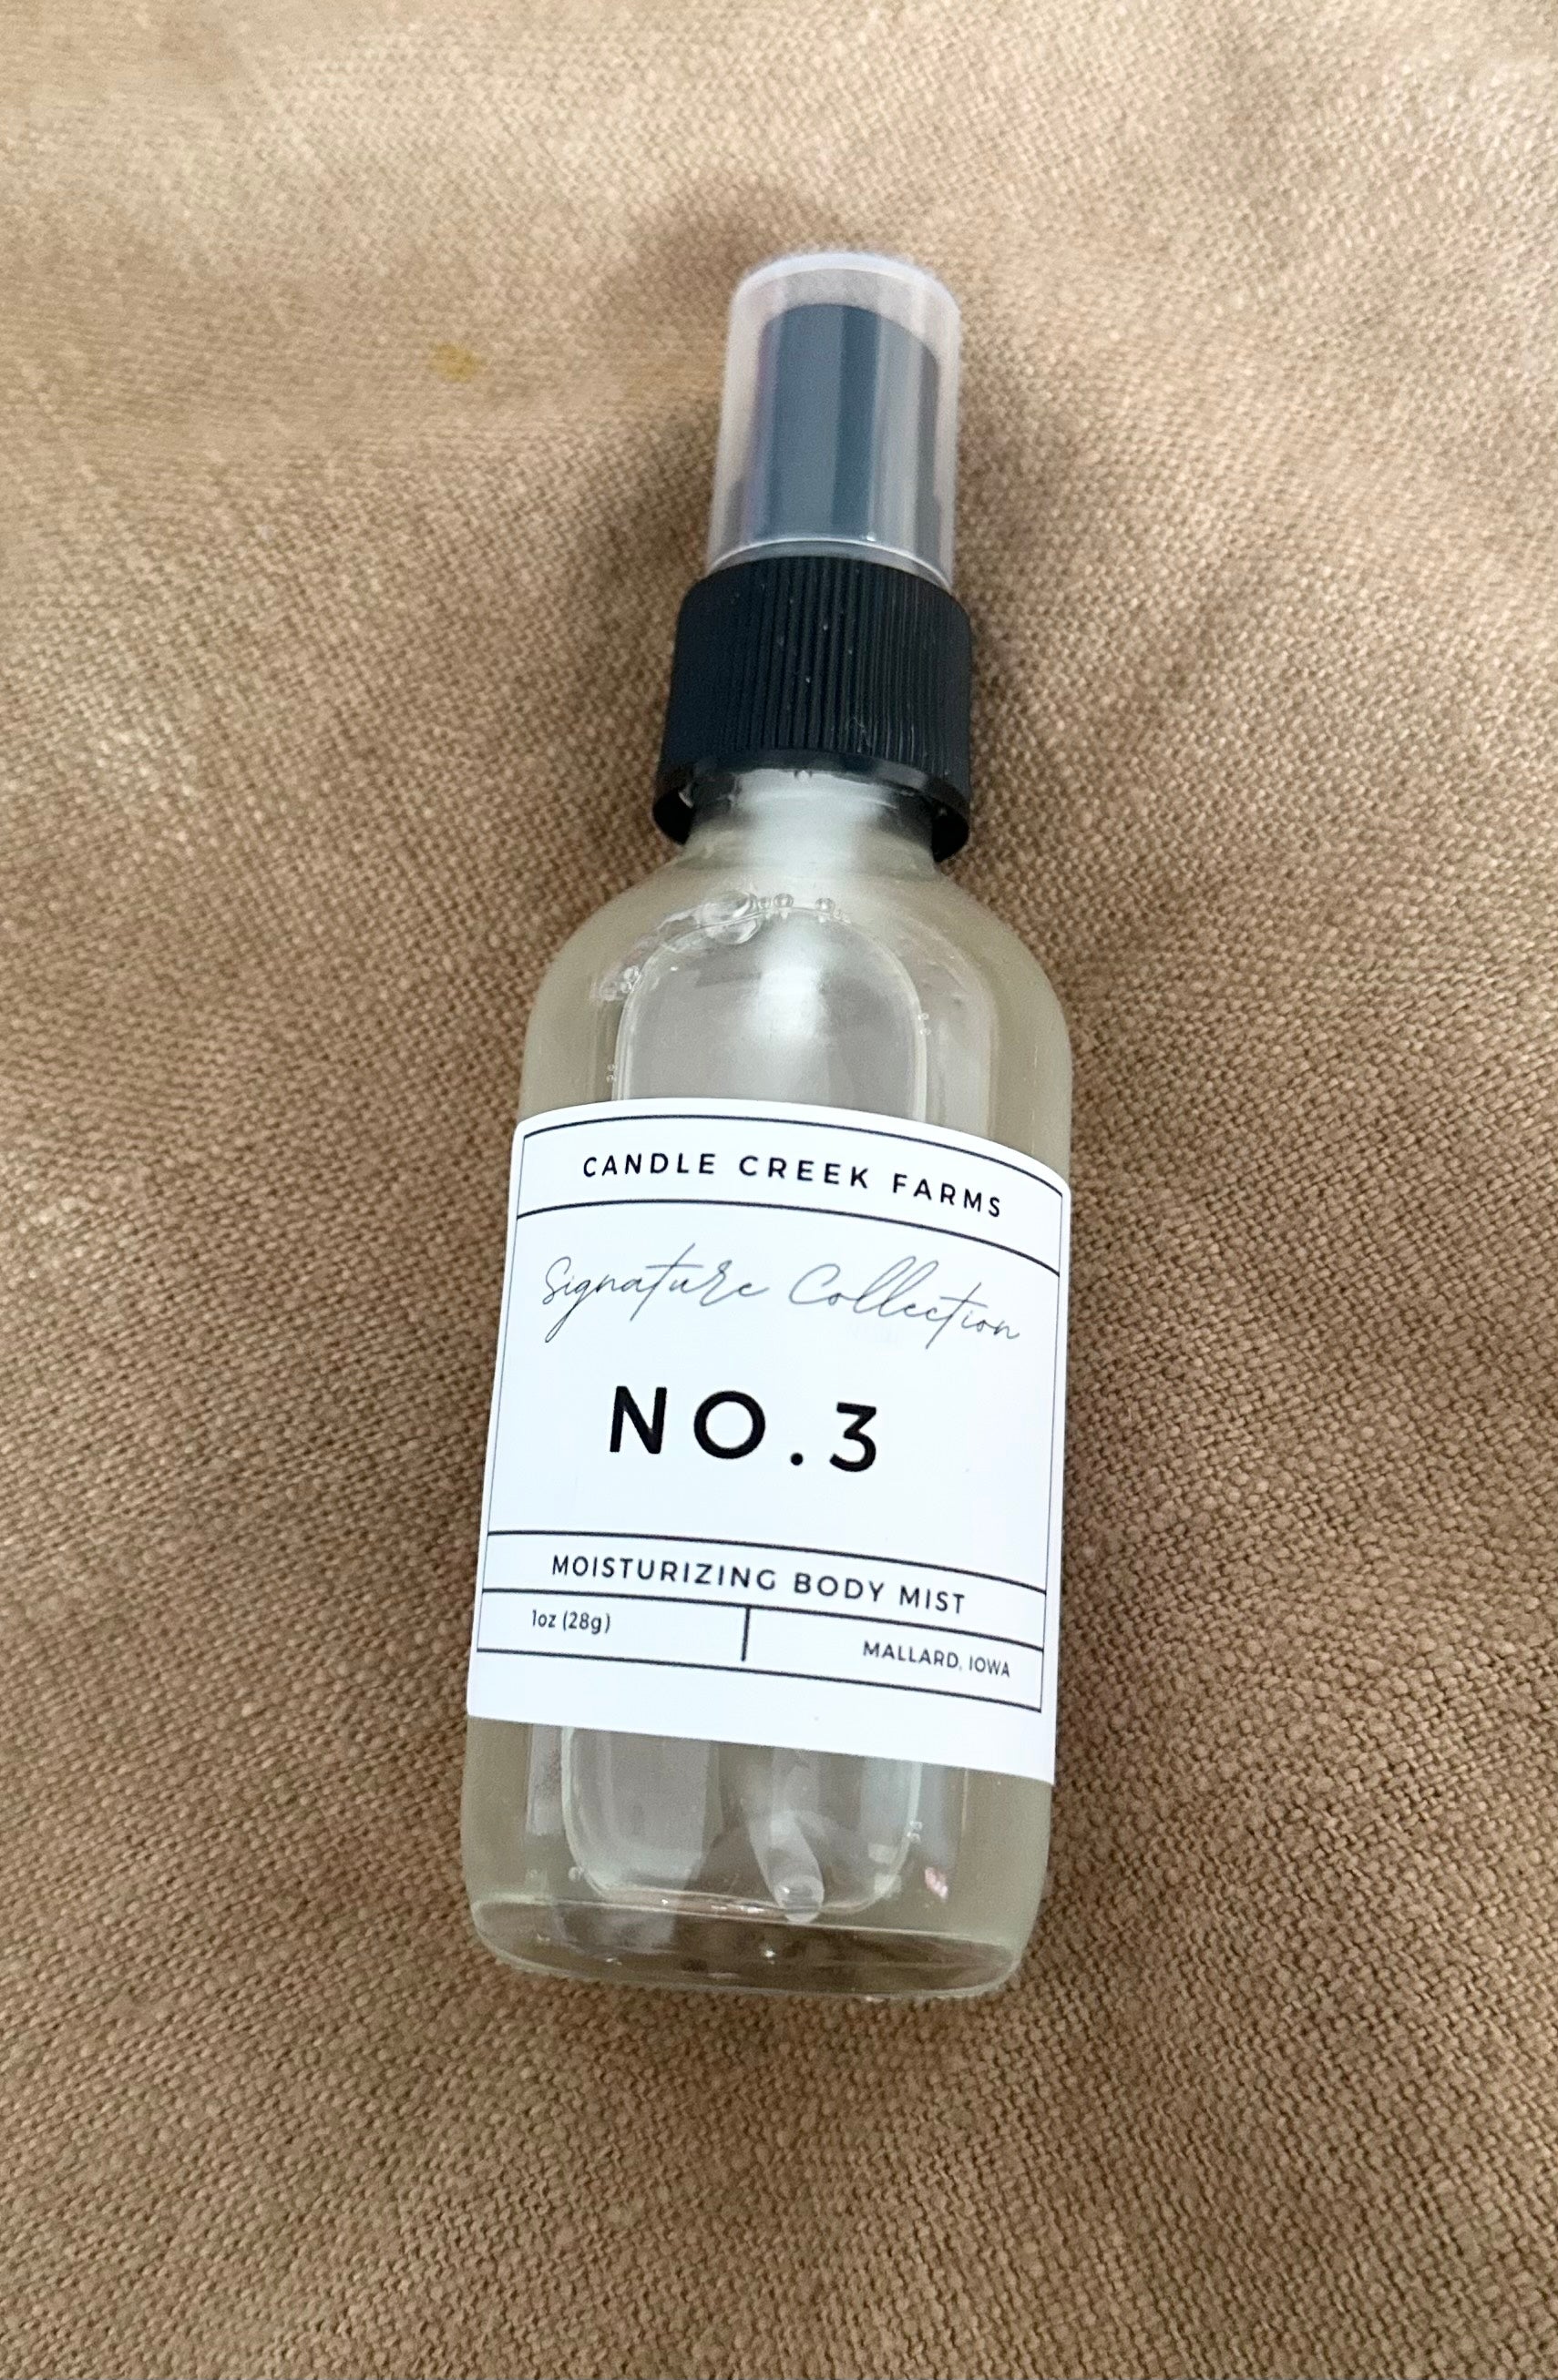 CANDLE CREEK FARMS
Signature Collection
NO.3
MOISTURIZING BODY MIST
1oz (28g)
MALLARD, IOWA